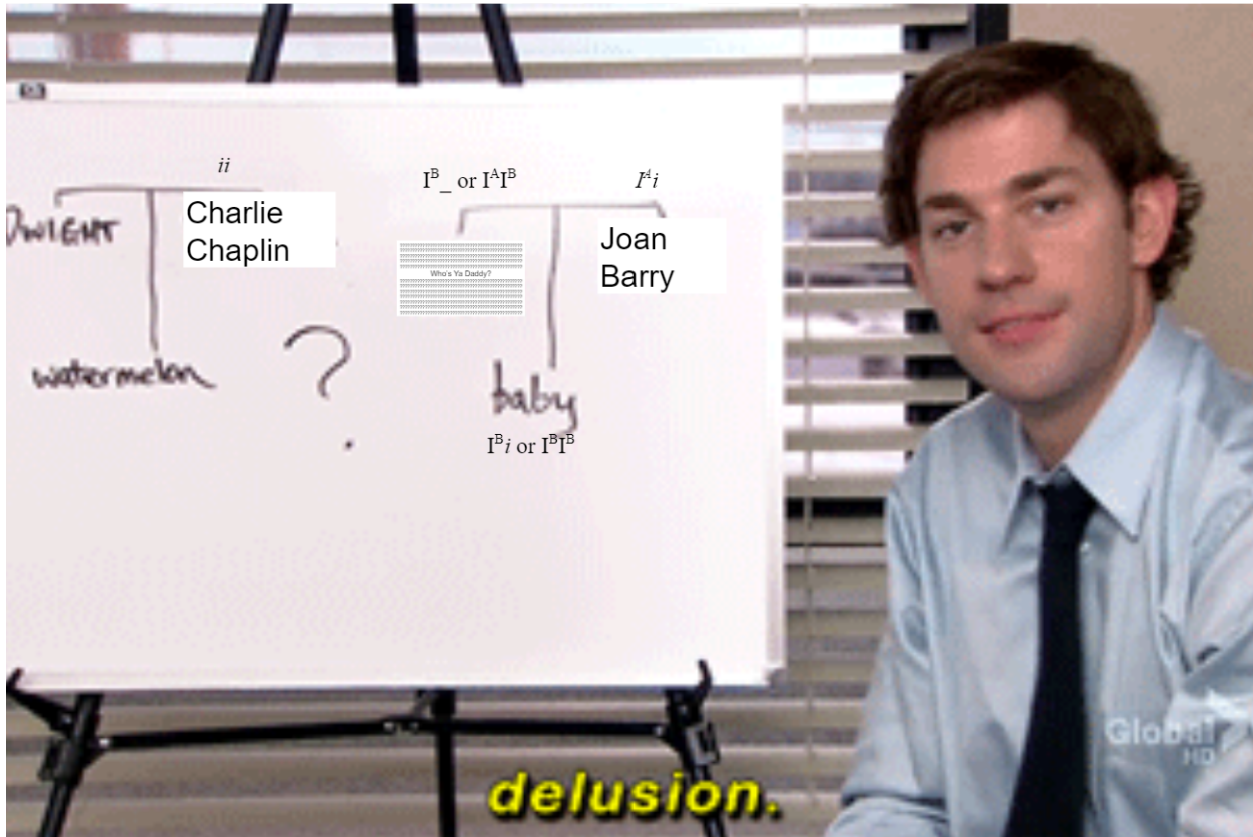 ii
Iᴮ_ or IᴬIᴮ
Iᴬi
DWIGHT
Charlie
Chaplin
Who's Ya Daddy?
Joan
Barry
watermelon
?
baby
Iᴮi or IᴮIᴮ
Global
HD
delusion.